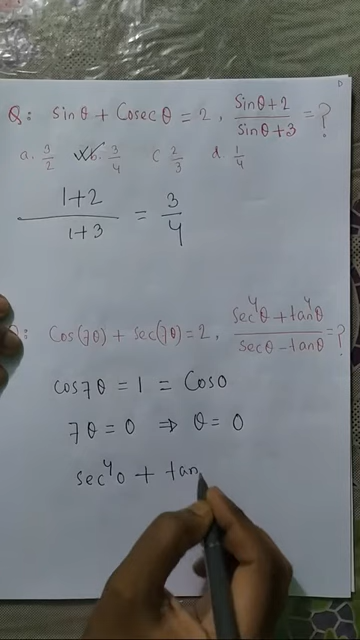 Q: sinθ + Cosecθ = 2, (sinθ+2)/(sinθ+3) = ?
a. 3/2 b. 3/4 c 2/3 d. 1/4
(1+2)/(1+3) = 3/4
Cos(7θ) + sec(7θ) = 2, (sec⁴θ + tan⁴θ)/(secθ - tanθ) = ?
cos7θ = 1 = Cos0
7θ = 0 ⇒ θ = 0
sec⁴0 + tan